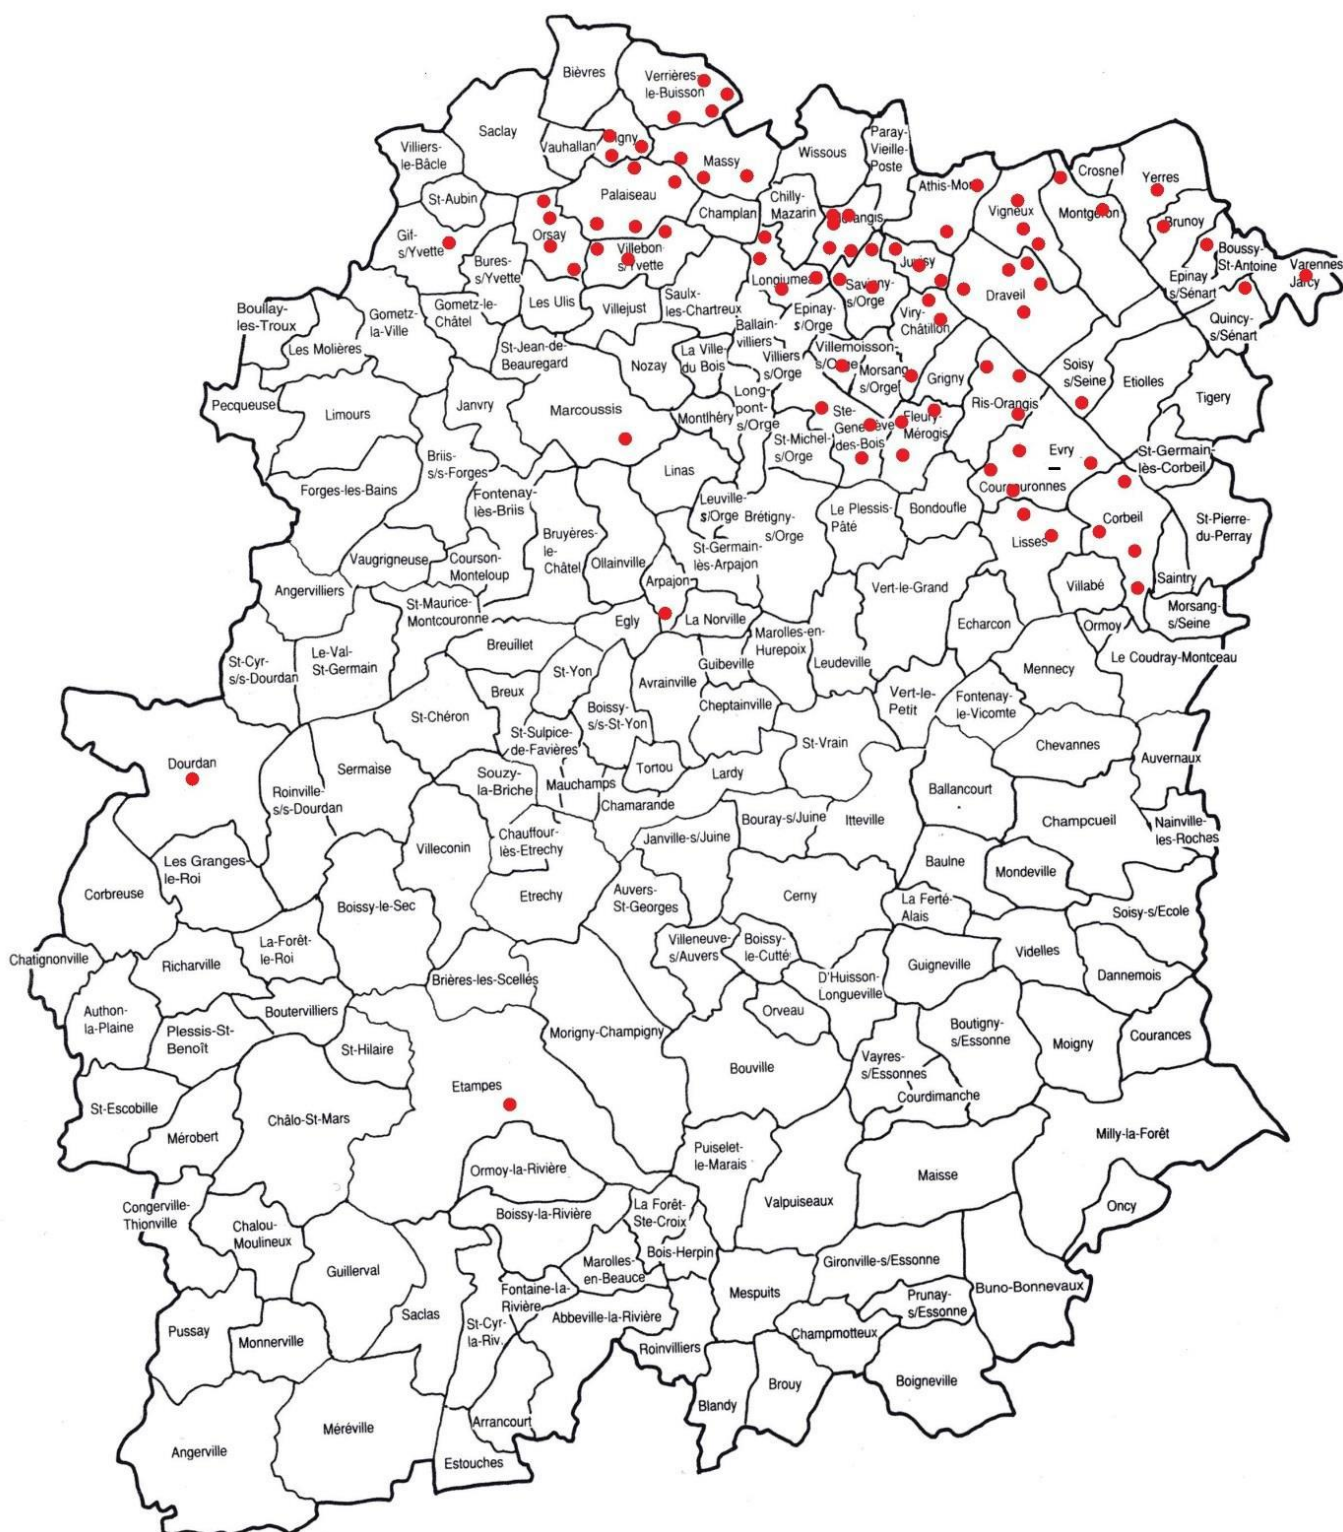 Bièvres
Verrières-
le-Buisson
Saclay
Vauhallan
Igny
Massy
Wissous
Paray-
Vieille-
Poste
Villiers-
le-Bâcle
St-Aubin
Palaiseau
Champlan
Chilly-
Mazarin
Athis-Mons
Vigneux
Crosne
Montgeron
Yerres
Brunoy
Boussy-
St-Antoine
Varennes
Jarcy
Epinay
s/Sénart
Quincy-
s/Sénart
Gif-
s/Yvette
Bures-
s/Yvette
Orsay
Villebon-
s/Yvette
Longjumeau
Savigny-
s/Orge
Juvisy
Draveil
Viry-
Châtillon
Epinay-
s/Orge
Les Ulis
Villejust
Saulx-
les-Chartreux
Ballain-
villiers
Boullay-
les-Troux
Gometz-
la-Ville
Gometz-le-
Châtel
Les Molières
St-Jean-de-
Beauregard
Nozay
La Ville-
du Bois
Villiers
s/Orge
Villemoisson-
s/Orge
Morsang
s/Orge
Grigny
Ris-Orangis
Soisy
s/Seine
Etiolles
Tigery
Pecqueuse
Limours
Janvry
Marcoussis
Montlhéry
Long-
pont-
s/Orge
St-Michel-
s/Orge
Ste-
Geneviève
des-Bois
Fleury-
Mérogis
Evry
Courcouronnes
St-Germain-
lès-Corbeil
Briis-
s/s-Forges
Forges-les-Bains
Fontenay-
lès-Briis
Linas
Leuville-
s/Orge
Brétigny-
s/Orge
Le Plessis-
Pâté
Bondoufle
Lisses
Corbeil
St-Pierre-
du-Perray
Vaugrigneuse
Courson-
Monteloup
Bruyères-
le-
Châtel
Ollainville
Arpajon
St-Germain-
lès-Arpajon
Vert-le-Grand
Villabé
Saintry
Morsang-
s/Seine
Angervilliers
St-Maurice-
Montcouronne
Egly
La Norville
Marolles-en-
Hurepoix
Leudeville
Echarcon
Ormoy
Le Coudray-Montceau
St-Cyr-
s/s-Dourdan
Le-Val-
St-Germain
Breuillet
St-Yon
Breux
Avrainville
Guibeville
Cheptainville
Vert-le-
Petit
Fontenay-
le-Vicomte
Mennecy
St-Chéron
St-Sulpice-
de-Favières
Boissy-
s/s-St-Yon
St-Vrain
Chevannes
Auvernaux
Dourdan
Roinville-
s/s-Dourdan
Sermaise
Souzy-
la-Briche
Mauchamps
Tortou
Lardy
Chamarande
Ballancourt
Champcueil
Nainville-
les-Roches
Villeconin
Chauffour-
lès-Etrechy
Janville-s/Juine
Bouray-s/Juine
Itteville
Baulne
Mondeville
Les Granges-
le-Roi
Corbreuse
Boissy-le-Sec
Etrechy
Auvers-
St-Georges
Cerny
La Ferté-
Alais
Soisy-s/Ecole
Chatignonville
Richarville
La-Forêt-
le-Roi
Brières-les-Scellés
Villeneuve-
s/Auvers
Boissy-
le-Cutté
D'Huisson-
Longueville
Guigneville
Videlles
Dannemois
Authon-
la-Plaine
Plessis-St-
Benoît
Boutervilliers
St-Hilaire
Morigny-Champigny
Orveau
Bouville
Vayres-
s/Essonnes
Boutigny-
s/Essonne
Courdimanche
Moigny
Courances
St-Escobille
Mérobert
Châlo-St-Mars
Etampes
Puiselet-
le-Marais
Milly-la-Forêt
Ormoy-la-Rivière
Valpuiseaux
Maisse
Oncy
Congerville-
Thionville
Chalou-
Moulineux
Boissy-la-Rivière
La Forêt-
Ste-Croix
Bois-Herpin
Guillerval
Saclas
Marolles-
en-Beauce
Fontaine-la-
Rivière
Gironville-s/Essonne
Mespuits
Prunay-
s/Essonne
Buno-Bonnevaux
Pussay
Monnerville
St-Cyr-
la-Riv.
Abbeville-la-Rivière
Roinvilliers
Champmotteux
Boigneville
Brouy
Blandy
Angerville
Méréville
Arrancourt
Estouches